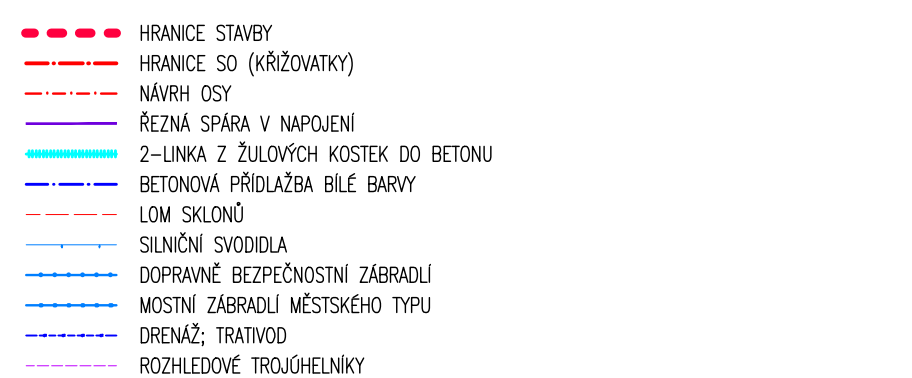 HRANICE STAVBY
HRANICE SO (KŘIŽOVATKY)
NÁVRH OSY
ŘEZNÁ SPÁRA V NAPOJENÍ
2-LINKA Z ŽULOVÝCH KOSTEK DO BETONU
BETONOVÁ PŘÍDLAŽBA BÍLÉ BARVY
LOM SKLONŮ
SILNIČNÍ SVODIDLA
DOPRAVNĚ BEZPEČNOSTNÍ ZÁBRADLÍ
MOSTNÍ ZÁBRADLÍ MĚSTSKÉHO TYPU
DRENÁŽ; TRATIVOD
ROZHLEDOVÉ TROJÚHELNÍKY